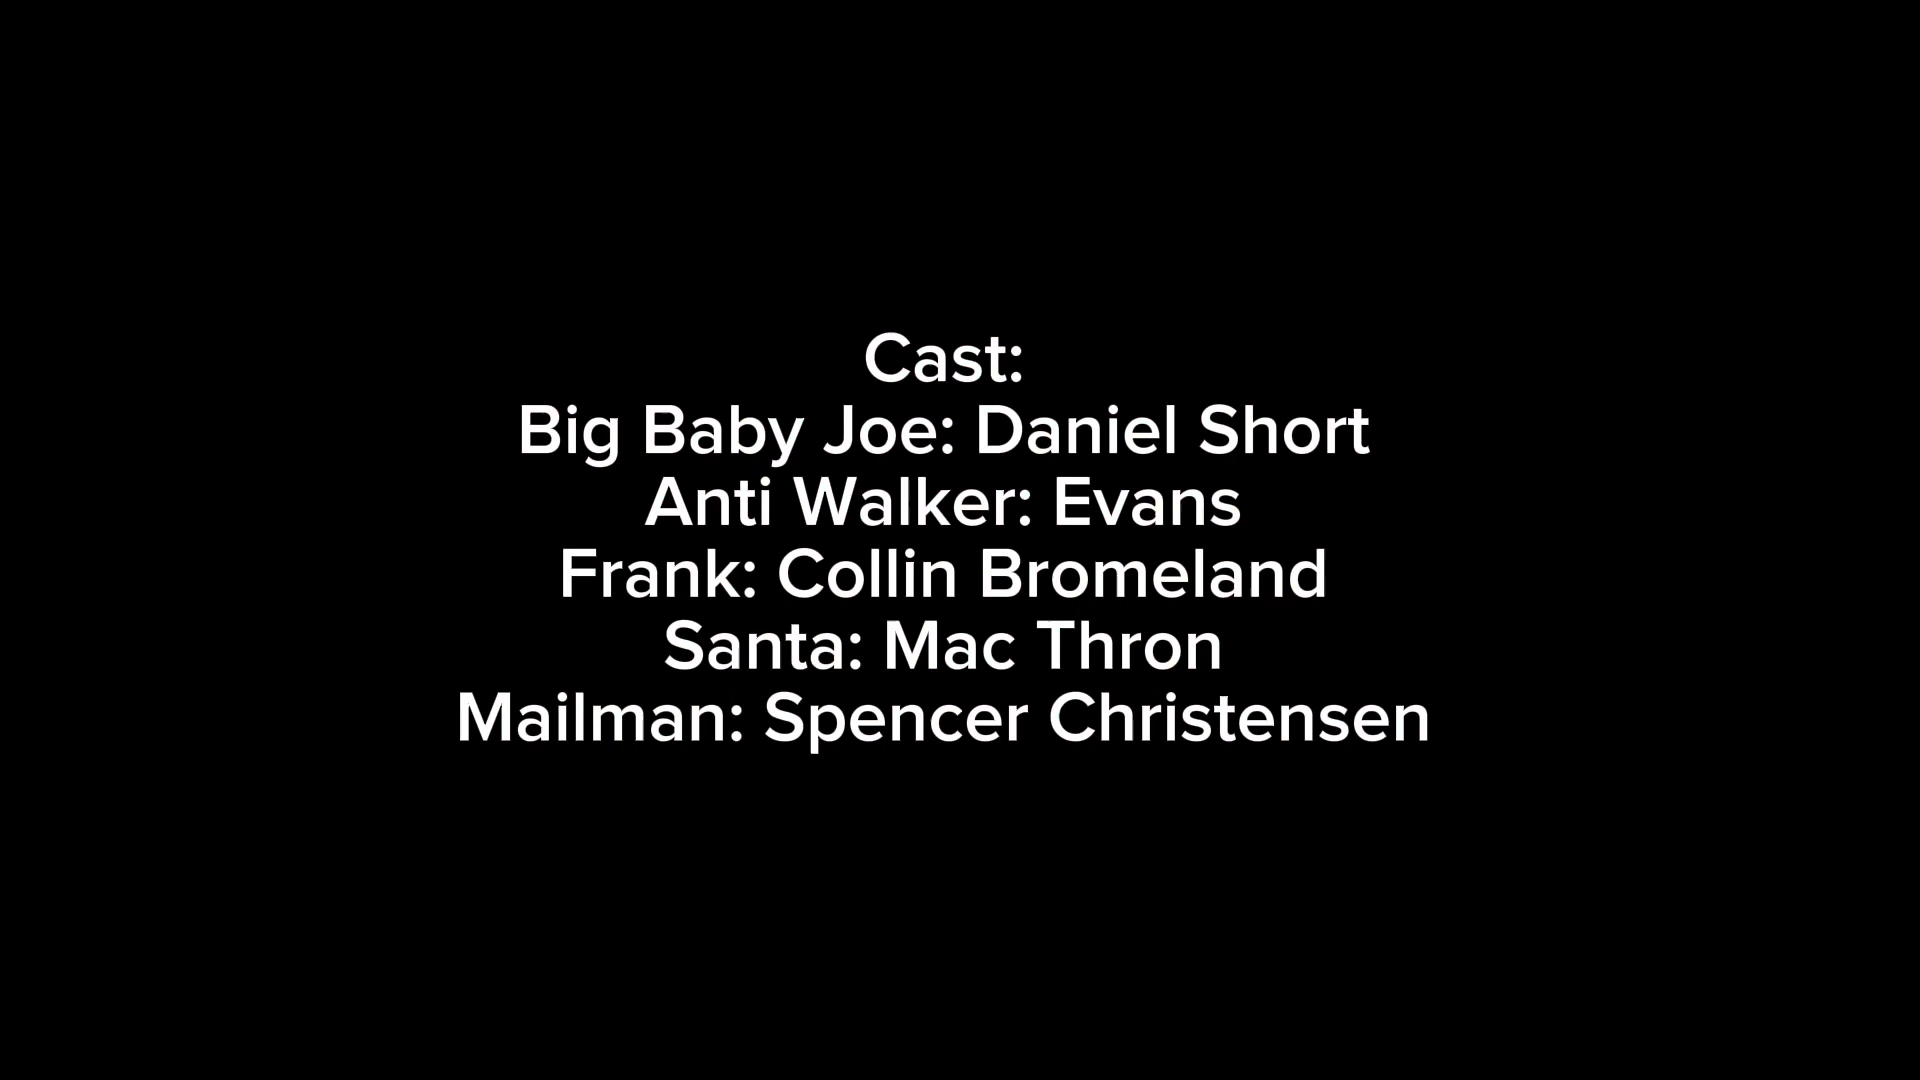 Cast:
Big Baby Joe: Daniel Short
Anti Walker: Evans
Frank: Collin Bromeland
Santa: Mac Thron
Mailman: Spencer Christensen